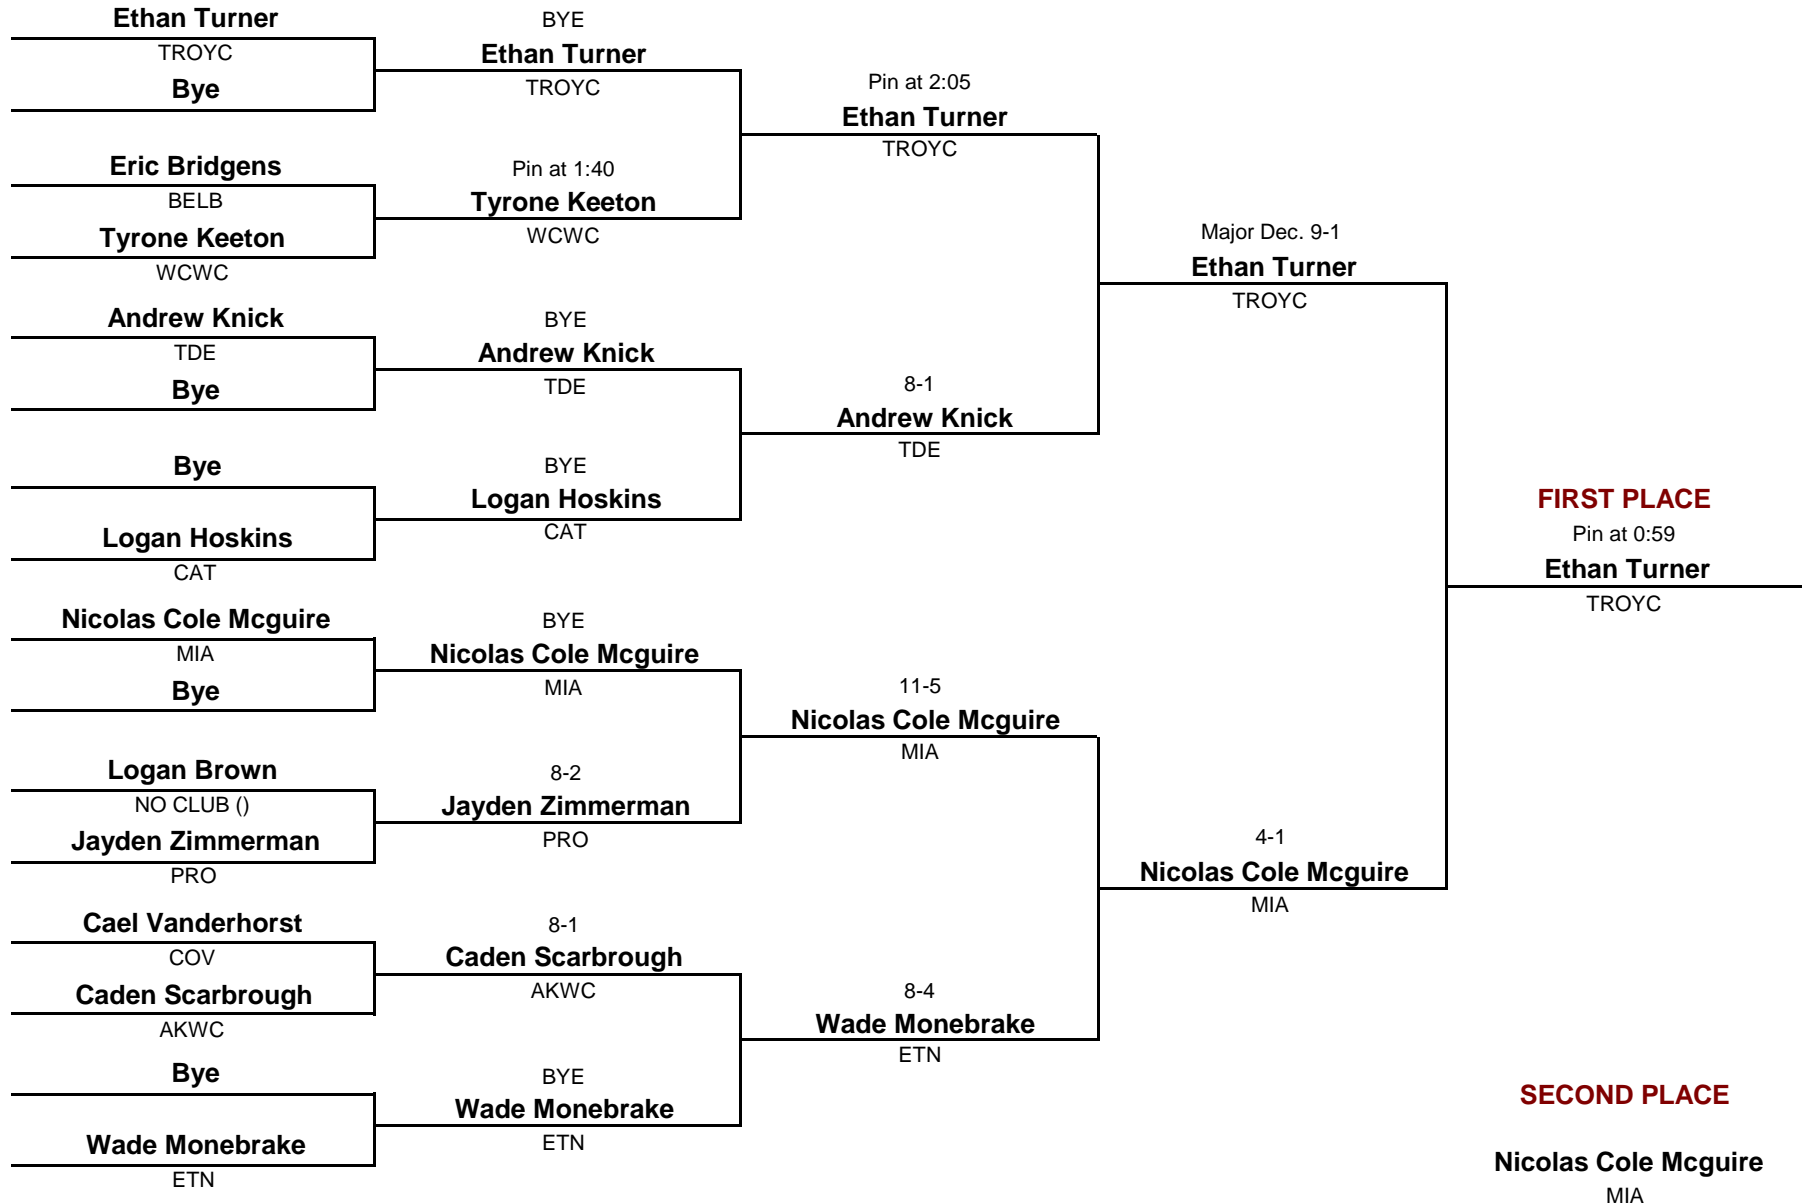 Ethan Turner
TROYC
Bye
Eric Bridgens
BELB
Tyrone Keeton
WCWC
Andrew Knick
TDE
Bye
Bye
Logan Hoskins
CAT
Nicolas Cole Mcguire
MIA
Bye
Logan Brown
NO CLUB ()
Jayden Zimmerman
PRO
Cael Vanderhorst
COV
Caden Scarbrough
AKWC
Bye
Wade Monebrake
ETN
BYE
Ethan Turner
TROYC
Pin at 1:40
Tyrone Keeton
WCWC
BYE
Andrew Knick
TDE
BYE
Logan Hoskins
CAT
BYE
Nicolas Cole Mcguire
MIA
8-2
Jayden Zimmerman
PRO
8-1
Caden Scarbrough
AKWC
BYE
Wade Monebrake
ETN
Pin at 2:05
Ethan Turner
TROYC
8-1
Andrew Knick
TDE
11-5
Nicolas Cole Mcguire
MIA
8-4
Wade Monebrake
ETN
Major Dec. 9-1
Ethan Turner
TROYC
4-1
Nicolas Cole Mcguire
MIA
FIRST PLACE
Pin at 0:59
Ethan Turner
TROYC
SECOND PLACE
Nicolas Cole Mcguire
MIA